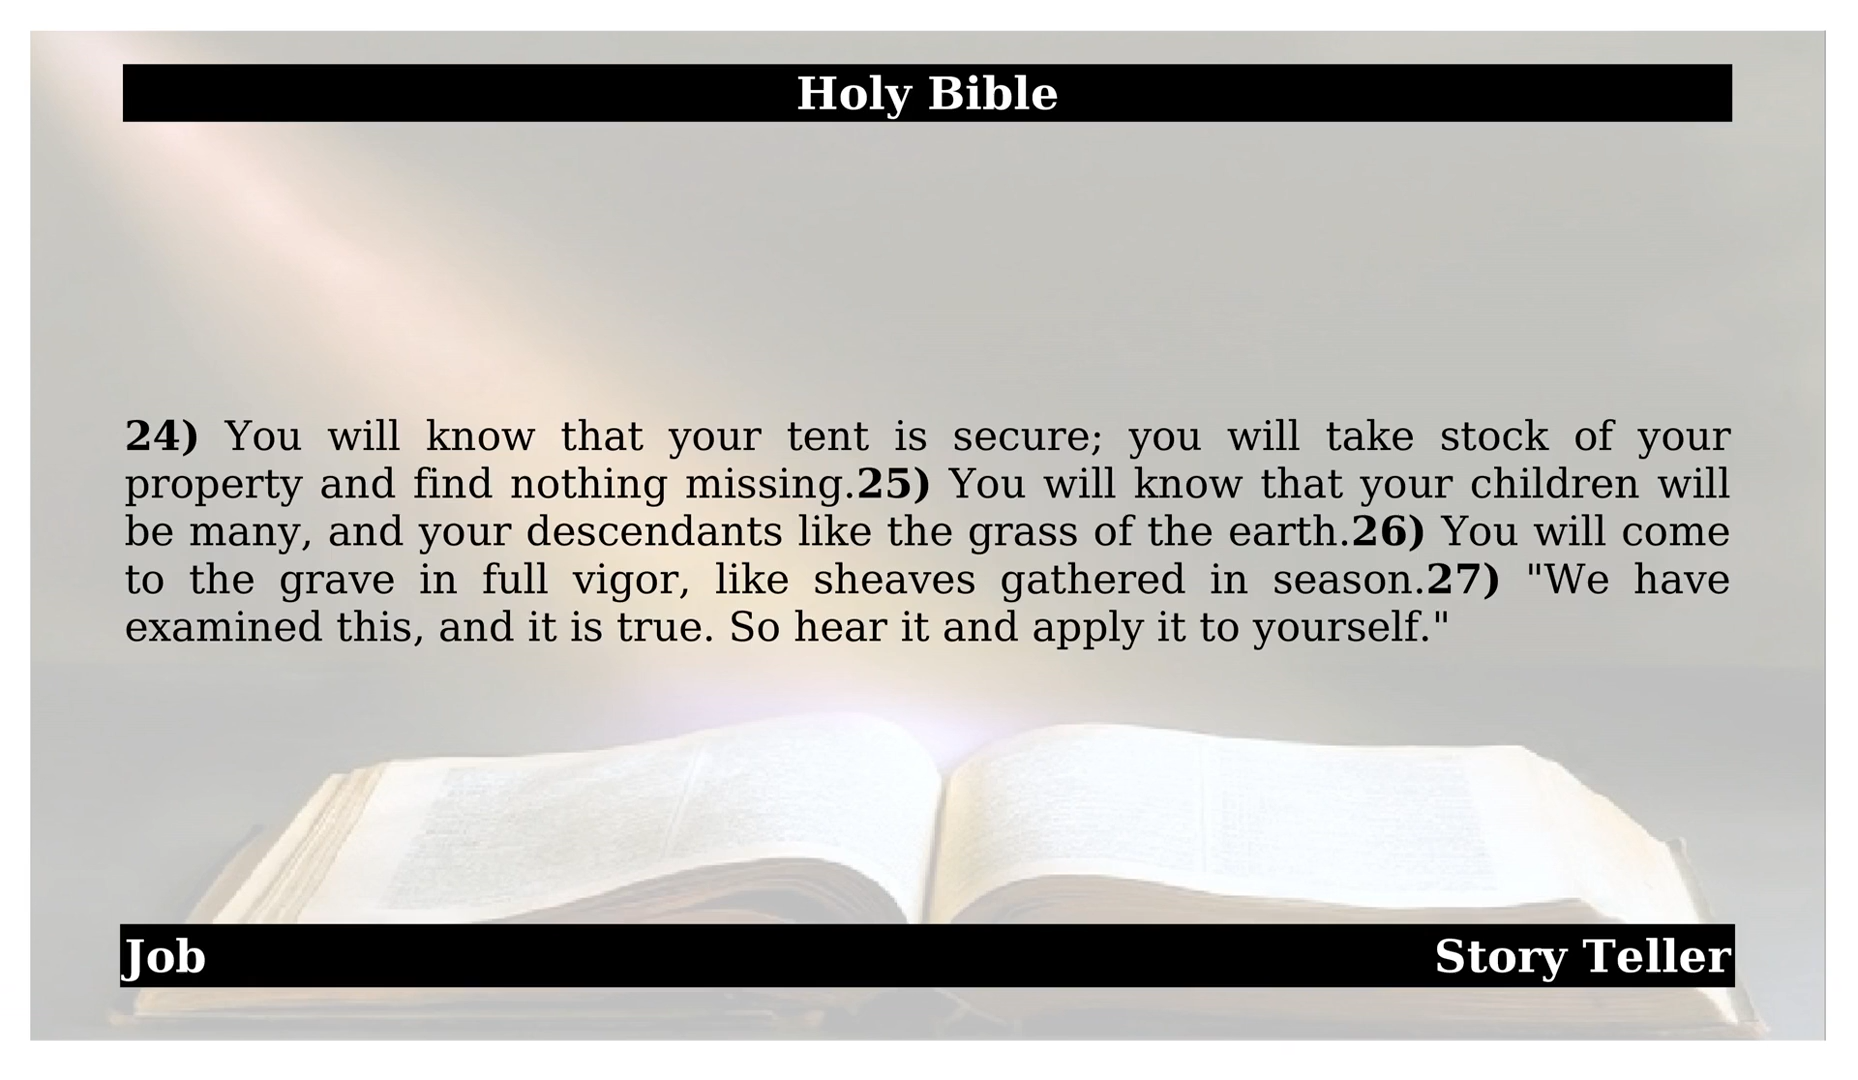 Holy Bible
24) You will know that your tent is secure; you will take stock of your
property and find nothing missing.25) You will know that your children will
be many, and your descendants like the grass of the earth.26) You will come
to the grave in full vigor, like sheaves gathered in season.27) "We have
examined this, and it is true. So hear it and apply it to yourself."
Job
Story Teller